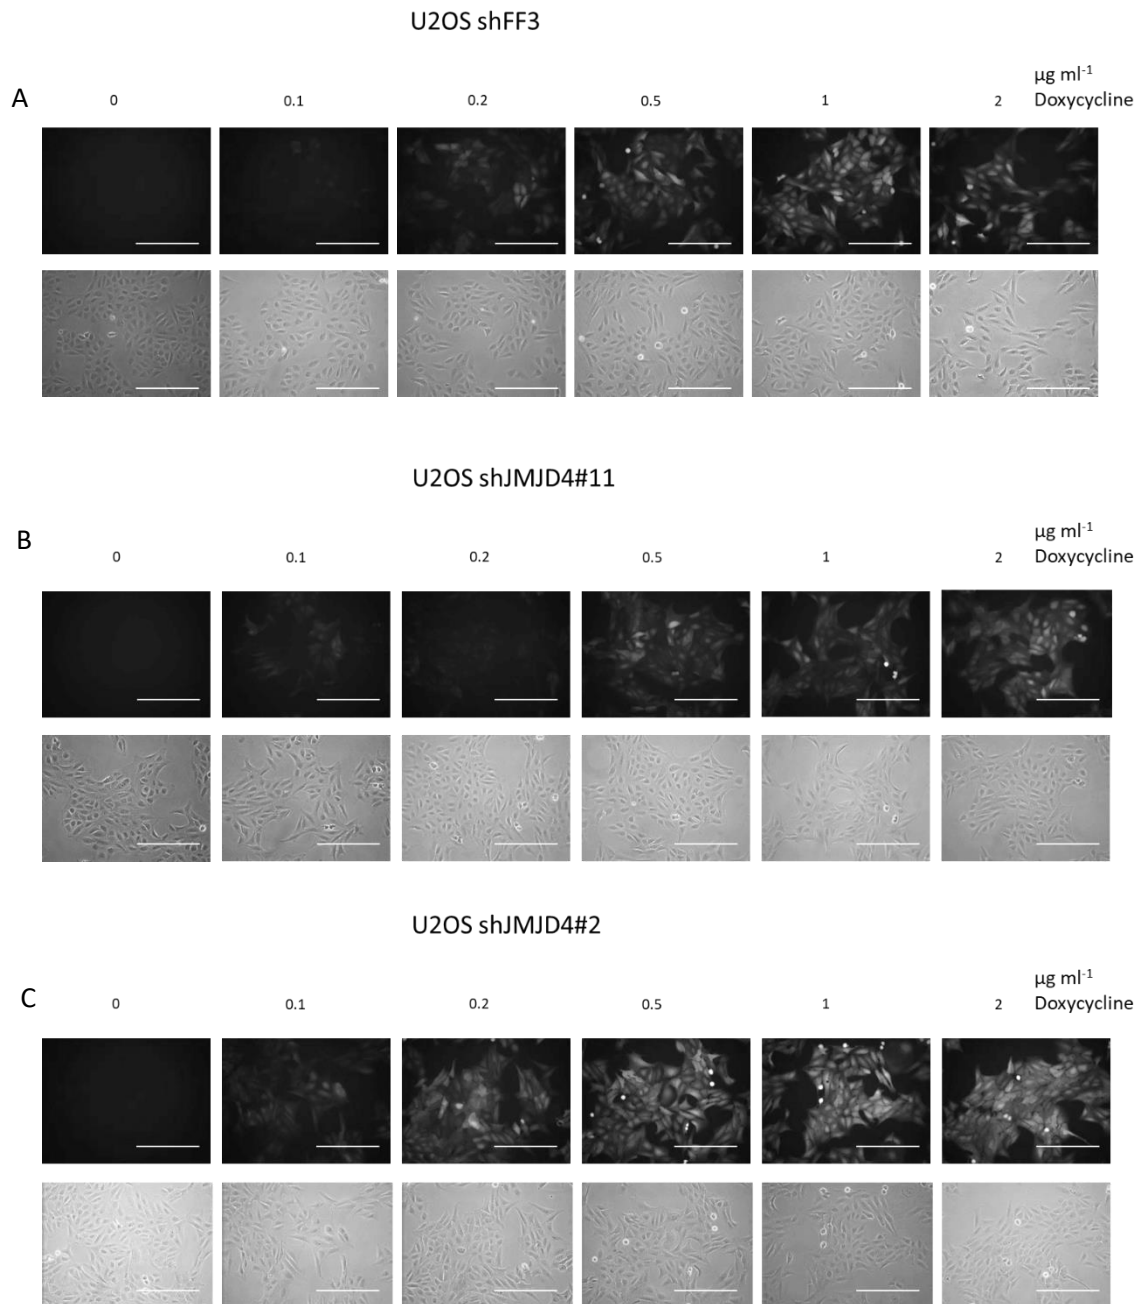 U2OS shFF3
A
µg ml⁻¹
0 0.1 0.2 0.5 1 2 Doxycycline
U2OS shJMJD4#11
B
µg ml⁻¹
0 0.1 0.2 0.5 1 2 Doxycycline
U2OS shJMJD4#2
C
µg ml⁻¹
0 0.1 0.2 0.5 1 2 Doxycycline